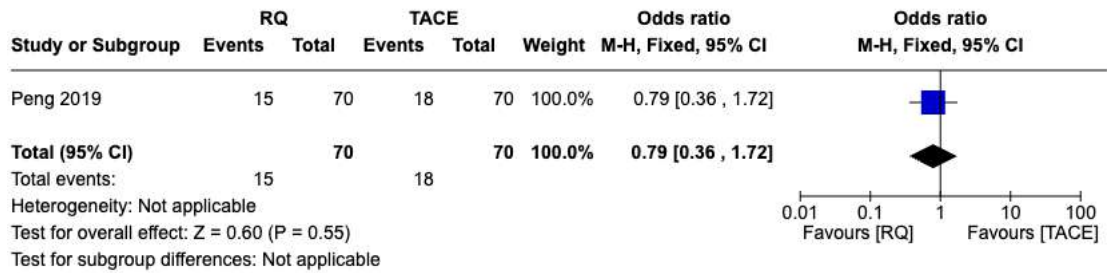 RQ TACE Odds ratio Odds ratio
Study or Subgroup Events Total Events Total Weight M-H, Fixed, 95% CI M-H, Fixed, 95% CI
Peng 2019 15 70 18 70 100.0% 0.79 [0.36 , 1.72]
Total (95% CI) 70 70 100.0% 0.79 [0.36 , 1.72]
Total events: 15 18
Heterogeneity: Not applicable
0.01 0.1 1 10 100
Test for overall effect: Z = 0.60 (P = 0.55)
Favours [RQ] Favours [TACE]
Test for subgroup differences: Not applicable